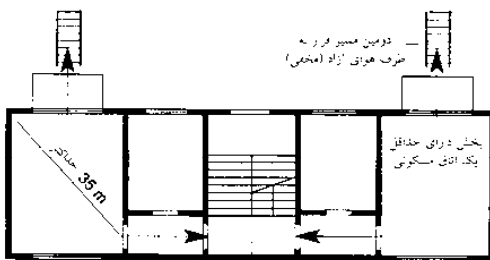 دومین مسیر فرار به
طرف هوای آزاد (مخفی)
حداکثر
35 m
بخش دارای حداقل
یک اتاق مسکونی